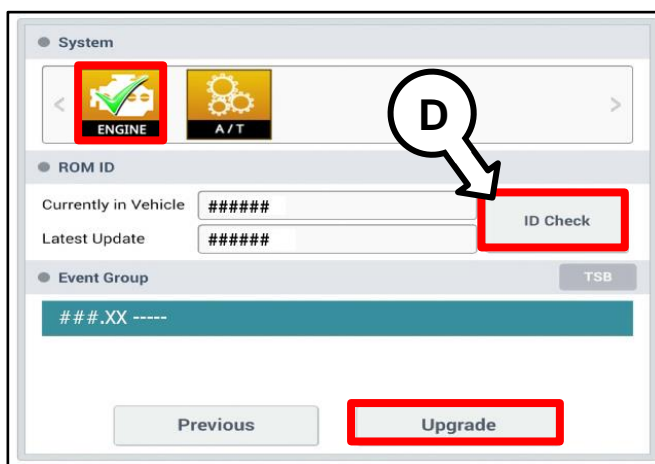 System
<
ENGINE
A/T
D
>
ROM ID
Currently in Vehicle ######
ID Check
Latest Update ######
Event Group TSB
###.XX -----
Previous Upgrade